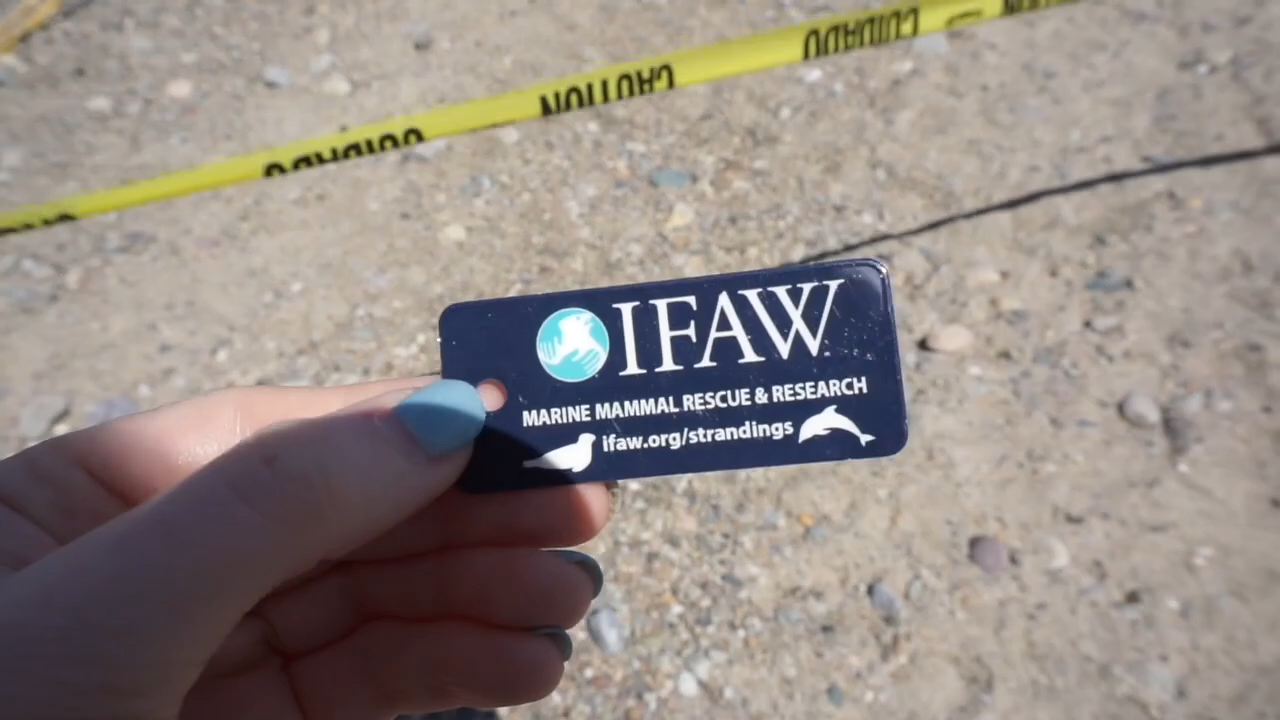 CUIDADO CAUTION CUIDADO
IFAW
MARINE MAMMAL RESCUE & RESEARCH
ifaw.org/strandings